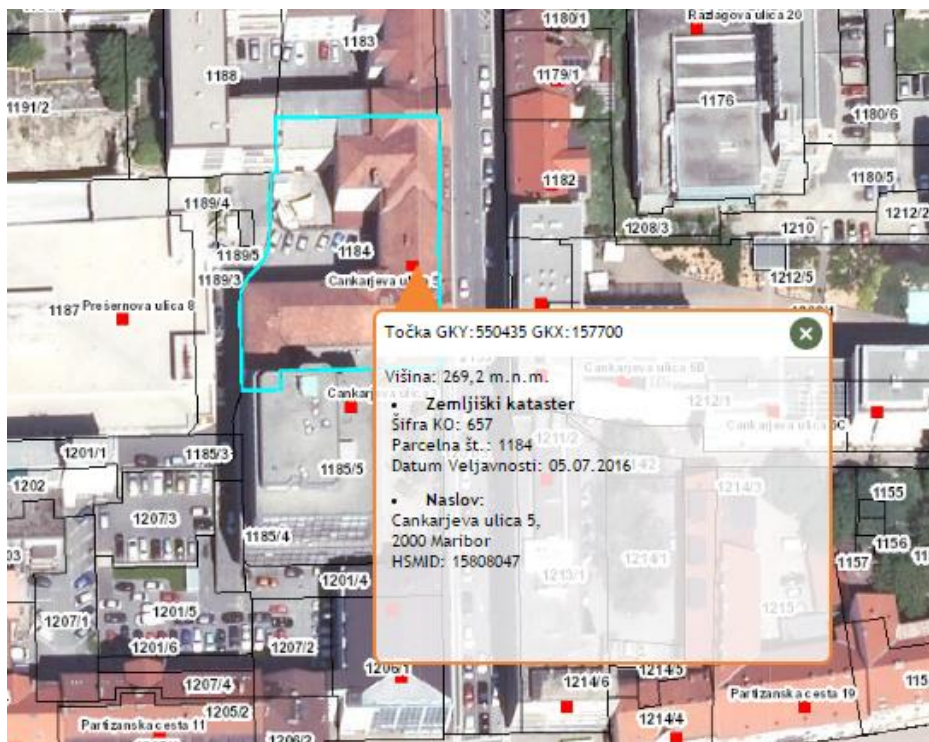 1180/1
Razlagova ulica 20
1183
1188
1179/1
1176
1180/6
1191/2
1182
1180/5
1189/4
1212/2
1208/3
1210
1189/5
1184
1189/3
1212/5
Cankarjeva ulica 5
1187
Prešernova ulica 8
Točka GKY:550435 GKX:157700
Višina: 269,2 m.n.m.
• Zemljiški kataster
Šifra KO: 657
Parcelna št.: 1184
Datum Veljavnosti: 05.07.2016
• Naslov:
Cankarjeva ulica 5,
2000 Maribor
HSMID: 15808047
Cankarjeva ulica 6B
1212/1
1211/2
1214/3
1201/1
1185/3
1202
1185/5
1207/3
1155
1185/4
1156
1157
1201/4
1213/1
1214/1
1201/5
1207/1
1201/6
1207/2
1206/1
1207/4
1214/5
1214/6
Partizanska cesta 19
1205/2
Partizanska cesta 11
1214/4
1206/2